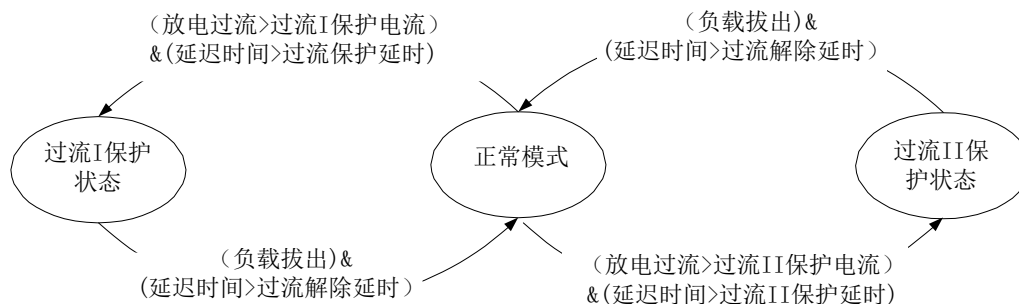 （放电过流>过流I保护电流)
&(延迟时间>过流保护延时)
（负载拔出)&
(延迟时间>过流解除延时）
过流I保护
状态
正常模式
过流II保
护状态
（负载拔出)&
(延迟时间>过流解除延时）
（放电过流>过流II保护电流）
&(延迟时间>过流II保护延时)